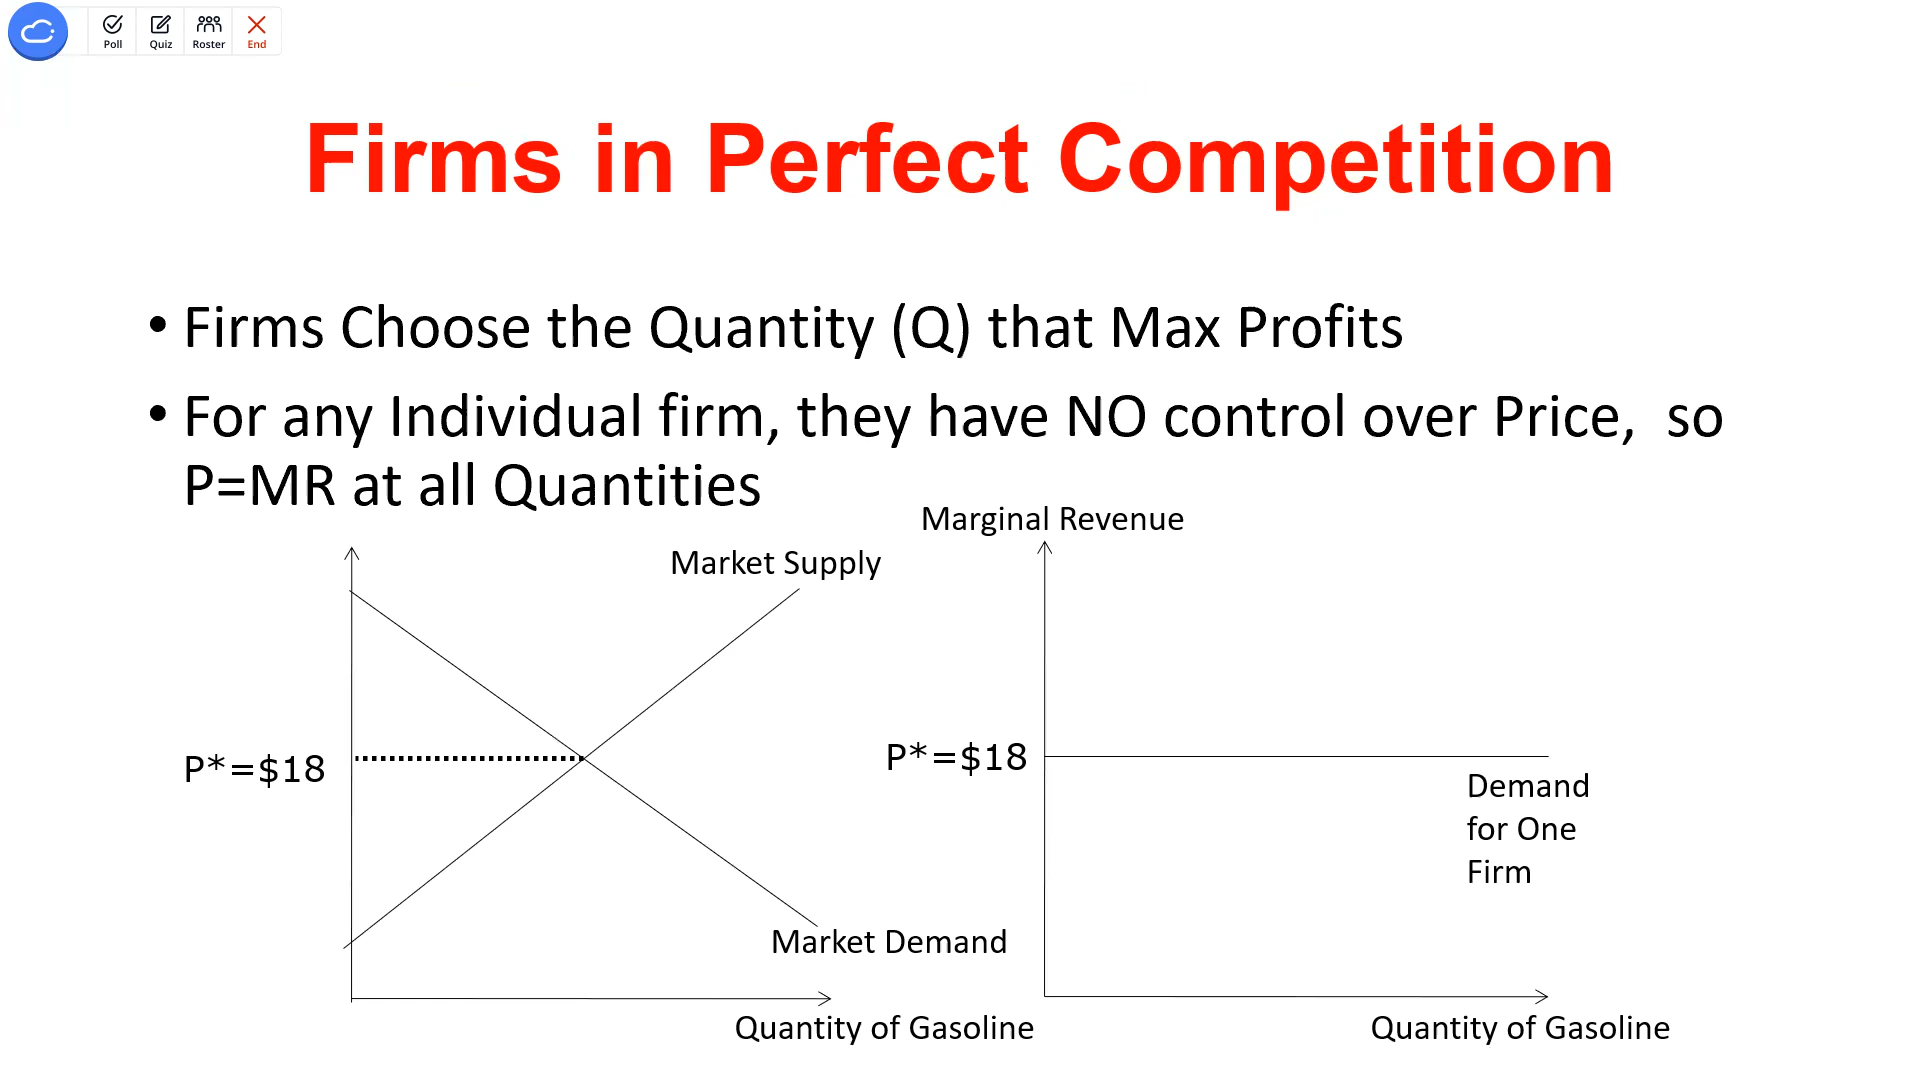 Poll Quiz Roster End
Firms in Perfect Competition
• Firms Choose the Quantity (Q) that Max Profits
• For any Individual firm, they have NO control over Price, so
P=MR at all Quantities
Market Supply
P*=$18
Market Demand
Quantity of Gasoline
Marginal Revenue
P*=$18
Demand
for One
Firm
Quantity of Gasoline